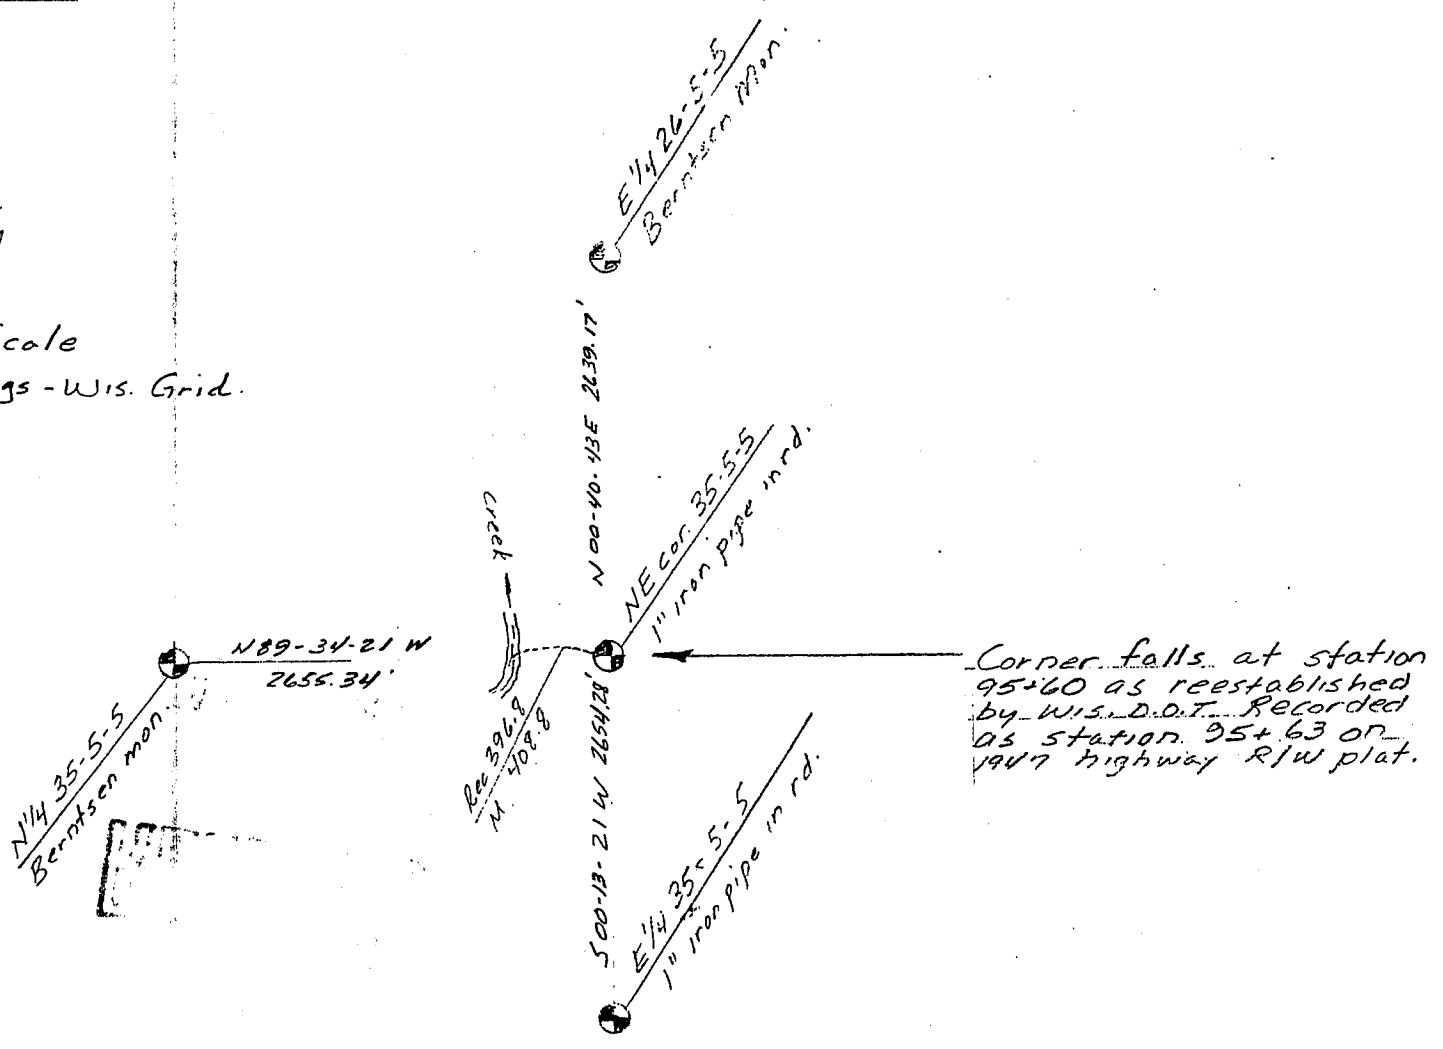 E 1/4 26-5-5
Berntsen Mon.
cale
gs - Wis. Grid.
N 00-40-43E 2639.17'
creek
NE cor. 35-5-5
1" iron pipe in rd.
N89-34-21 W
2655.34'
N 1/4 35-5-5
Berntsen mon.
Rec 396.8
M. 408.8
S 00-13-21 W 2654.28'
Corner falls at station
95+60 as reestablished
by Wis. D.O.T. Recorded
as station 95+63 on
1947 highway R/W plat.
E 1/4 35-5-5
1" iron pipe in rd.